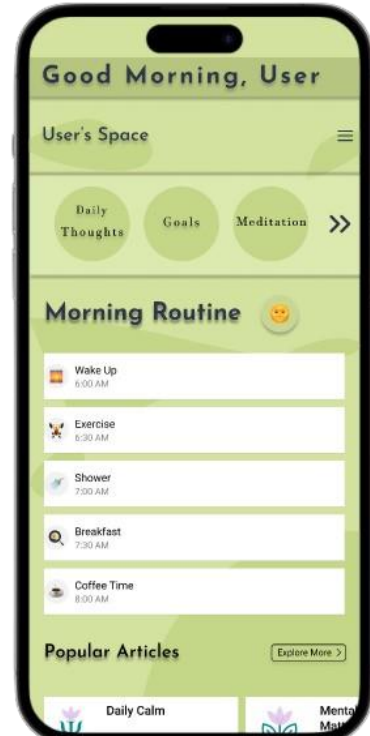 Good Morning, User
User's Space
Daily
Thoughts
Goals
Meditation
Morning Routine
Wake Up
6:00 AM
Exercise
6:30 AM
Shower
7:00 AM
Breakfast
7:30 AM
Coffee Time
8:00 AM
Popular Articles
Explore More >
Daily Calm